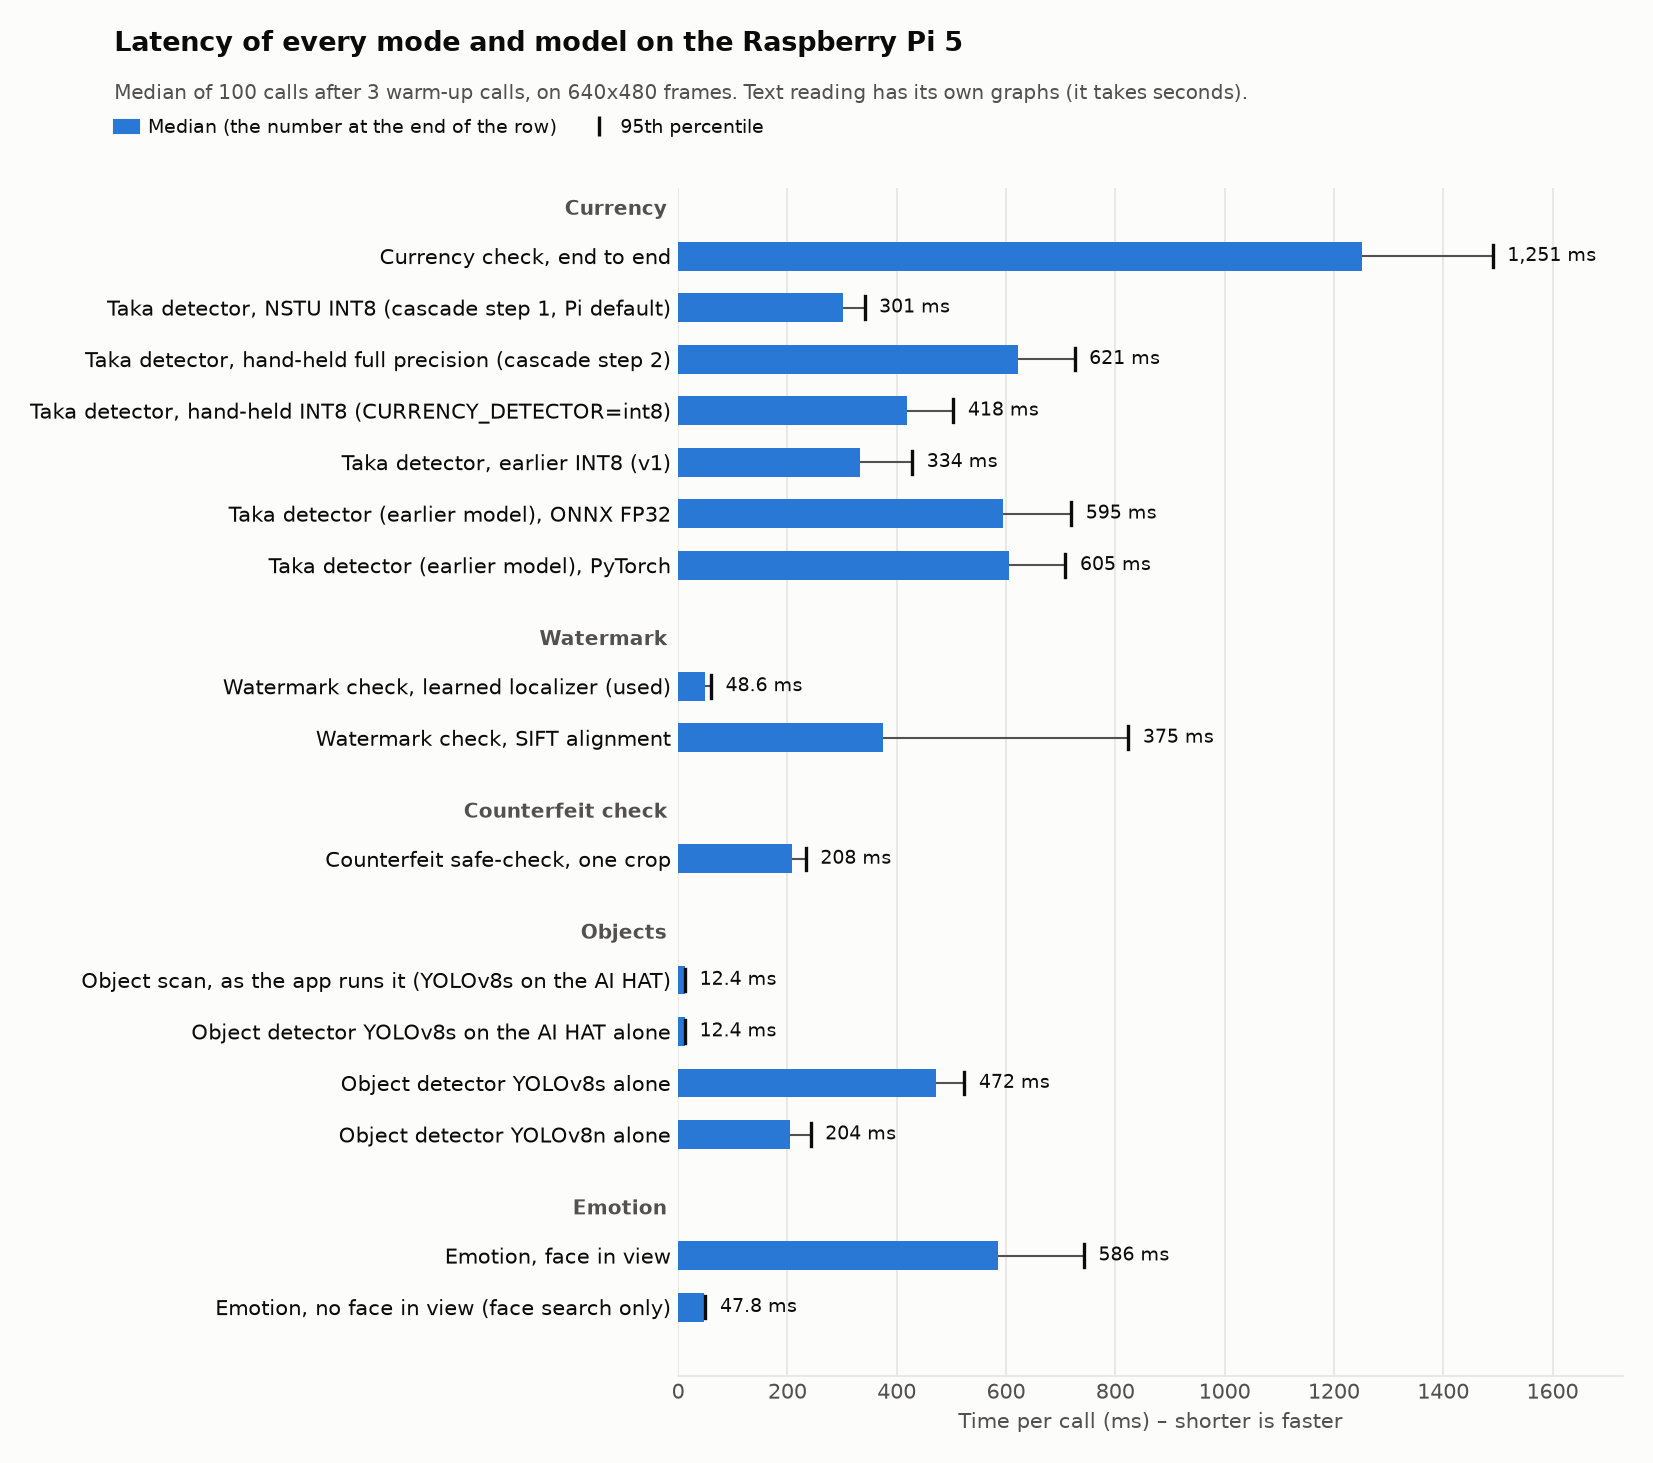 Latency of every mode and model on the Raspberry Pi 5
Median of 100 calls after 3 warm-up calls, on 640x480 frames. Text reading has its own graphs (it takes seconds).
Median (the number at the end of the row) 95th percentile
Currency
Currency check, end to end 1,251 ms
Taka detector, NSTU INT8 (cascade step 1, Pi default) 301 ms
Taka detector, hand-held full precision (cascade step 2) 621 ms
Taka detector, hand-held INT8 (CURRENCY_DETECTOR=int8) 418 ms
Taka detector, earlier INT8 (v1) 334 ms
Taka detector (earlier model), ONNX FP32 595 ms
Taka detector (earlier model), PyTorch 605 ms
Watermark
Watermark check, learned localizer (used) 48.6 ms
Watermark check, SIFT alignment 375 ms
Counterfeit check
Counterfeit safe-check, one crop 208 ms
Objects
Object scan, as the app runs it (YOLOv8s on the AI HAT) 12.4 ms
Object detector YOLOv8s on the AI HAT alone 12.4 ms
Object detector YOLOv8s alone 472 ms
Object detector YOLOv8n alone 204 ms
Emotion
Emotion, face in view 586 ms
Emotion, no face in view (face search only) 47.8 ms
0 200 400 600 800 1000 1200 1400 1600
Time per call (ms) – shorter is faster